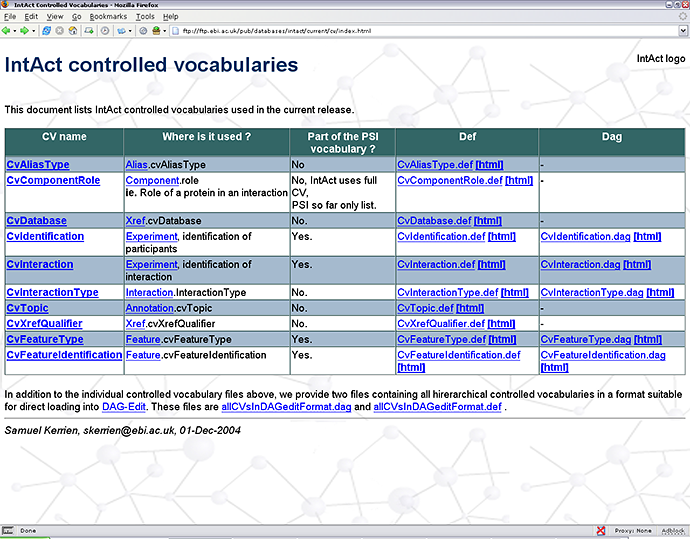 IntAct Controlled Vocabularies - Mozilla Firefox
File Edit View Go Bookmarks Tools Help
ftp://ftp.ebi.ac.uk/pub/databases/intact/current/cv/index.html
IntAct logo
IntAct controlled vocabularies
This document lists IntAct controlled vocabularies used in the current release.
CV name Where is it used ? Part of the PSI vocabulary ? Def Dag
CvAliasType Alias.cvAliasType No CvAliasType.def [html] -
CvComponentRole Component.role CvComponentRole.def [html] -
ie. Role of a protein in an interaction
No, IntAct uses full
CV,
PSI so far only list.
CvDatabase Xref.cvDatabase No. CvDatabase.def [html] -
CvIdentification Experiment, identification of
participants
Yes. CvIdentification.def [html] CvIdentification.dag [html]
CvInteraction Experiment, identification of
interaction
Yes. CvInteraction.def [html] CvInteraction.dag [html]
CvInteractionType Interaction.InteractionType No. CvInteractionType.def [html] CvInteractionType.dag [html]
CvTopic Annotation.cvTopic No. CvTopic.def [html] -
CvXrefQualifier Xref.cvXrefQualifier No. CvXrefQualifier.def [html] -
CvFeatureType Feature.cvFeatureType Yes. CvFeatureType.def [html] CvFeatureType.dag [html]
CvFeatureIdentification Feature.cvFeatureIdentification Yes. CvFeatureIdentification.def
[html]
CvFeatureIdentification.dag
[html]
In addition to the individual controlled vocabulary files above, we provide two files containing all hirerarchical controlled vocabularies in a format suitable
for direct loading into DAG-Edit. These files are allCVsInDAGeditFormat.dag and allCVsInDAGeditFormat.def .
Samuel Kerrien, skerrien@ebi.ac.uk, 01-Dec-2004
Done Proxy: None Adblock